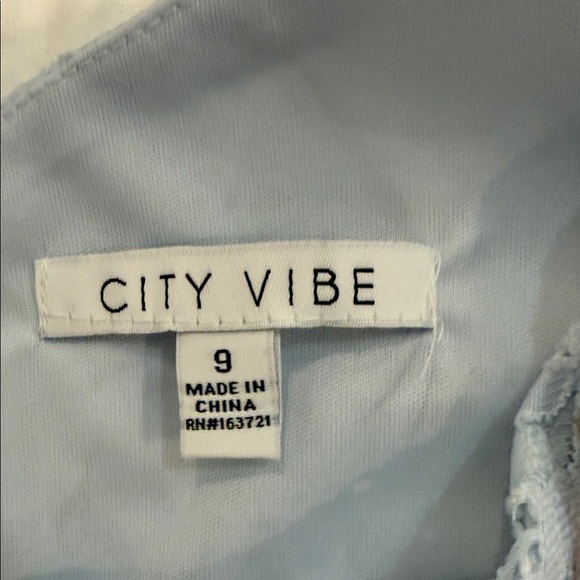 CITY VIBE
9
MADE IN
CHINA
RN#163721